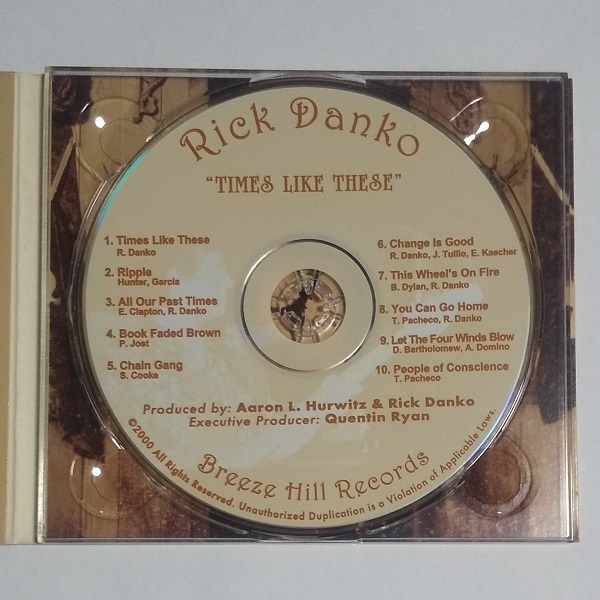 Rick Danko
"TIMES LIKE THESE"
1. Times Like These
R. Danko
2. Ripple
Hunter, Garcia
3. All Our Past Times
E. Clapton, R. Danko
4. Book Faded Brown
P. Jost
5. Chain Gang
S. Cooke
6. Change Is Good
R. Danko, J. Tullio, E. Kaecher
7. This Wheel's On Fire
B. Dylan, R. Danko
8. You Can Go Home
T. Pacheco, R. Danko
9. Let The Four Winds Blow
D. Bartholomew, A. Domino
10. People of Conscience
T. Pacheco
Produced by: Aaron L. Hurwitz & Rick Danko
Executive Producer: Quentin Ryan
Breeze Hill Records
©2000 All Rights Reserved. Unauthorized Duplication is a Violation of Applicable Laws.